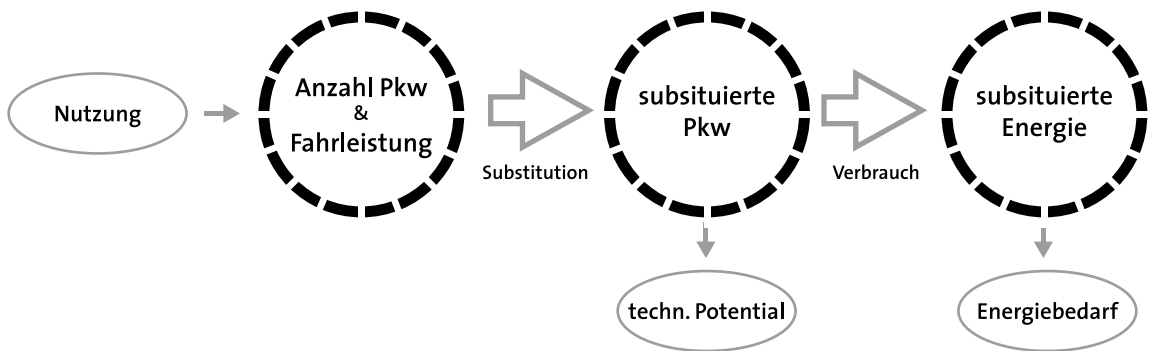 Nutzung
Anzahl Pkw
&
Fahrleistung
Substitution
subsituierte
Pkw
Verbrauch
subsituierte
Energie
techn. Potential
Energiebedarf